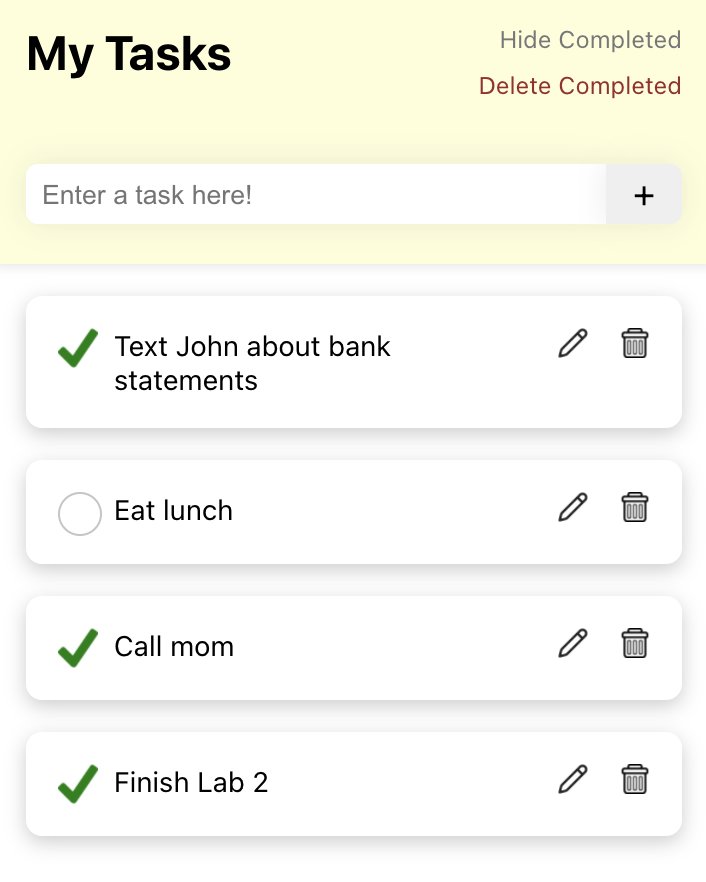 My Tasks
Hide Completed
Delete Completed
Enter a task here!
+
Text John about bank
statements
Eat lunch
Call mom
Finish Lab 2